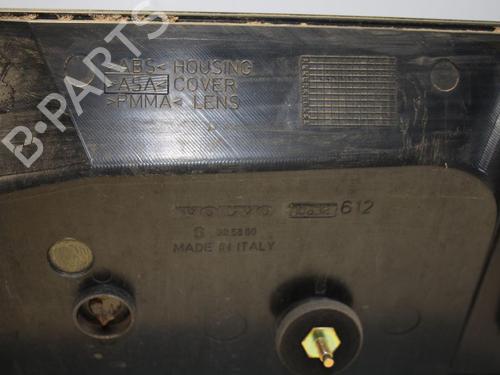 B-PARTS
>ABS< HOUSING
>ASA< COVER
>PMMA< LENS
VOLVO 612
MADE IN ITALY